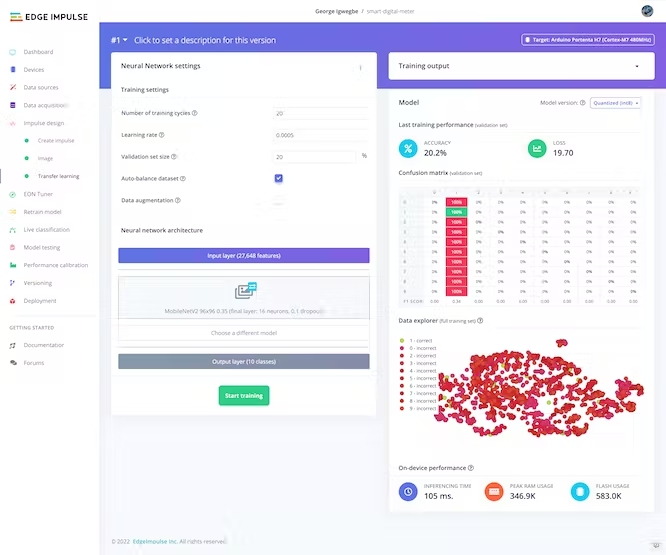 EDGE IMPULSE
George Igwegbe / smart-digital-meter
Dashboard
Devices
Data sources
Data acquisition
Impulse design
Create impulse
Image
Transfer learning
EON Tuner
Retrain model
Live classification
Model testing
Performance calibration
Versioning
Deployment
GETTING STARTED
Documentation
Forums
#1 Click to set a description for this version
Target: Arduino Portenta H7 (Cortex-M7 480MHz)
Neural Network settings
Training settings
Number of training cycles 20
Learning rate 0.0005
Validation set size 20 %
Auto-balance dataset
Data augmentation
Neural network architecture
Input layer (27,648 features)
MobileNetV2 96x96 0.35 (final layer: 16 neurons, 0.1 dropout)
Choose a different model
Output layer (10 classes)
Start training
Training output
Model Model version: Quantized (int8)
Last training performance (validation set)
ACCURACY
20.2%
LOSS
19.70
Confusion matrix (validation set)
0 0% 100% 0% 0% 0% 0% 0% 0% 0% 0%
1 0% 100% 0% 0% 0% 0% 0% 0% 0% 0%
2 0% 100% 0% 0% 0% 0% 0% 0% 0% 0%
3 0% 100% 0% 0% 0% 0% 0% 0% 0% 0%
4 0% 100% 0% 0% 0% 0% 0% 0% 0% 0%
5 0% 100% 0% 0% 0% 0% 0% 0% 0% 0%
6 0% 100% 0% 0% 0% 0% 0% 0% 0% 0%
7 0% 100% 0% 0% 0% 0% 0% 0% 0% 0%
8 0% 100% 0% 0% 0% 0% 0% 0% 0% 0%
9 0% 100% 0% 0% 0% 0% 0% 0% 0% 0%
F1 SCORE 0.00 0.34 0.00 0.00 0.00 0.00 0.00 0.00 0.00 0.00
Data explorer (full training set)
1 - correct
0 - incorrect
2 - incorrect
3 - incorrect
4 - incorrect
5 - incorrect
6 - incorrect
7 - incorrect
8 - incorrect
9 - incorrect
On-device performance
INFERENCING TIME
105 ms.
PEAK RAM USAGE
346.9K
FLASH USAGE
583.0K
© 2022 EdgeImpulse Inc. All rights reserved.